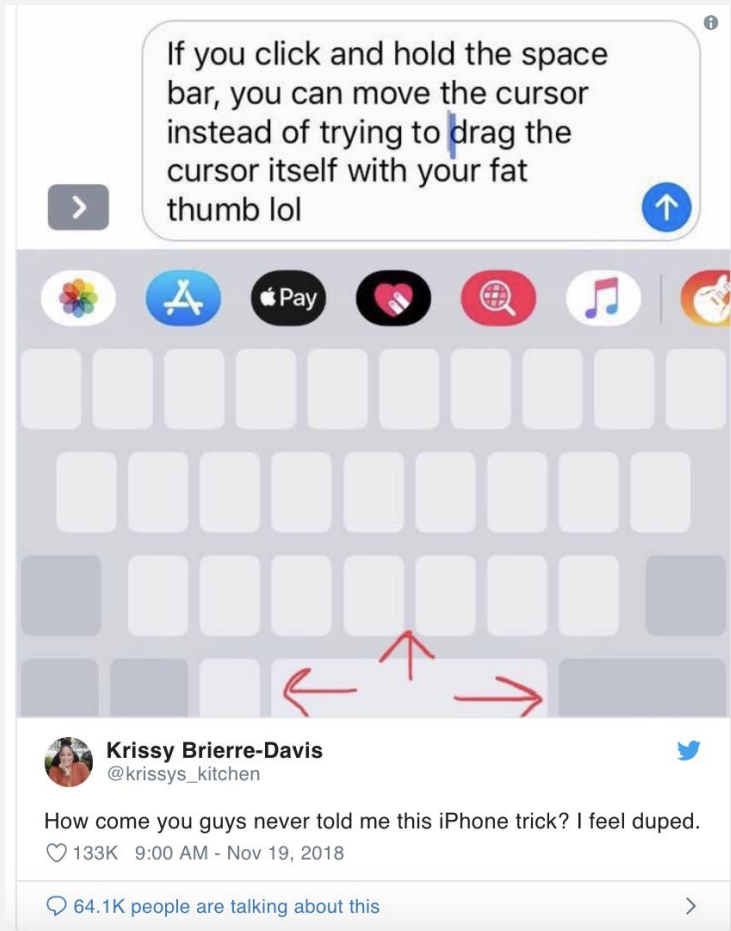 If you click and hold the space
bar, you can move the cursor
instead of trying to drag the
cursor itself with your fat
thumb lol
Pay
Krissy Brierre-Davis
@krissys_kitchen
How come you guys never told me this iPhone trick? I feel duped.
133K 9:00 AM - Nov 19, 2018
64.1K people are talking about this